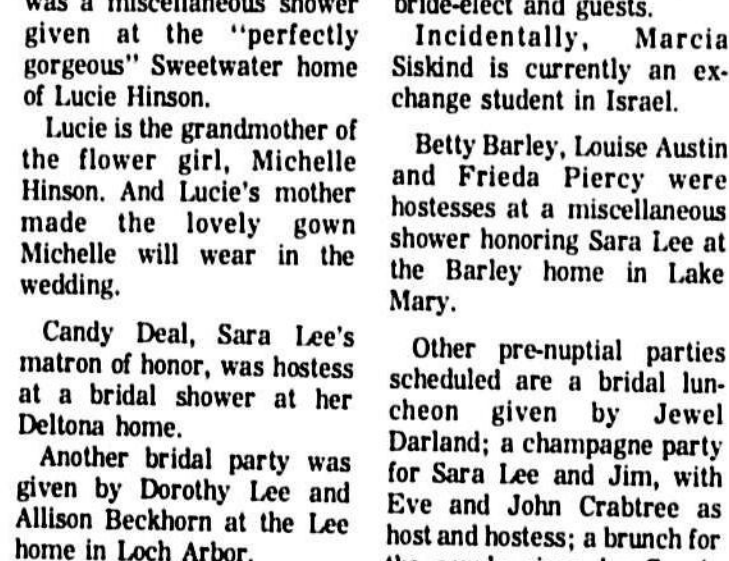 was a miscellaneous shower
given at the "perfectly
gorgeous" Sweetwater home
of Lucie Hinson.
Lucie is the grandmother of
the flower girl, Michelle
Hinson. And Lucie's mother
made the lovely gown
Michelle will wear in the
wedding.
Candy Deal, Sara Lee's
matron of honor, was hostess
at a bridal shower at her
Deltona home.
Another bridal party was
given by Dorothy Lee and
Allison Beckhorn at the Lee
home in Loch Arbor.
bride-elect and guests.
Incidentally, Marcia
Siskind is currently an ex-
change student in Israel.
Betty Barley, Louise Austin
and Frieda Piercy were
hostesses at a miscellaneous
shower honoring Sara Lee at
the Barley home in Lake
Mary.
Other pre-nuptial parties
scheduled are a bridal lun-
cheon given by Jewel
Darland; a champagne party
for Sara Lee and Jim, with
Eve and John Crabtree as
host and hostess; a brunch for